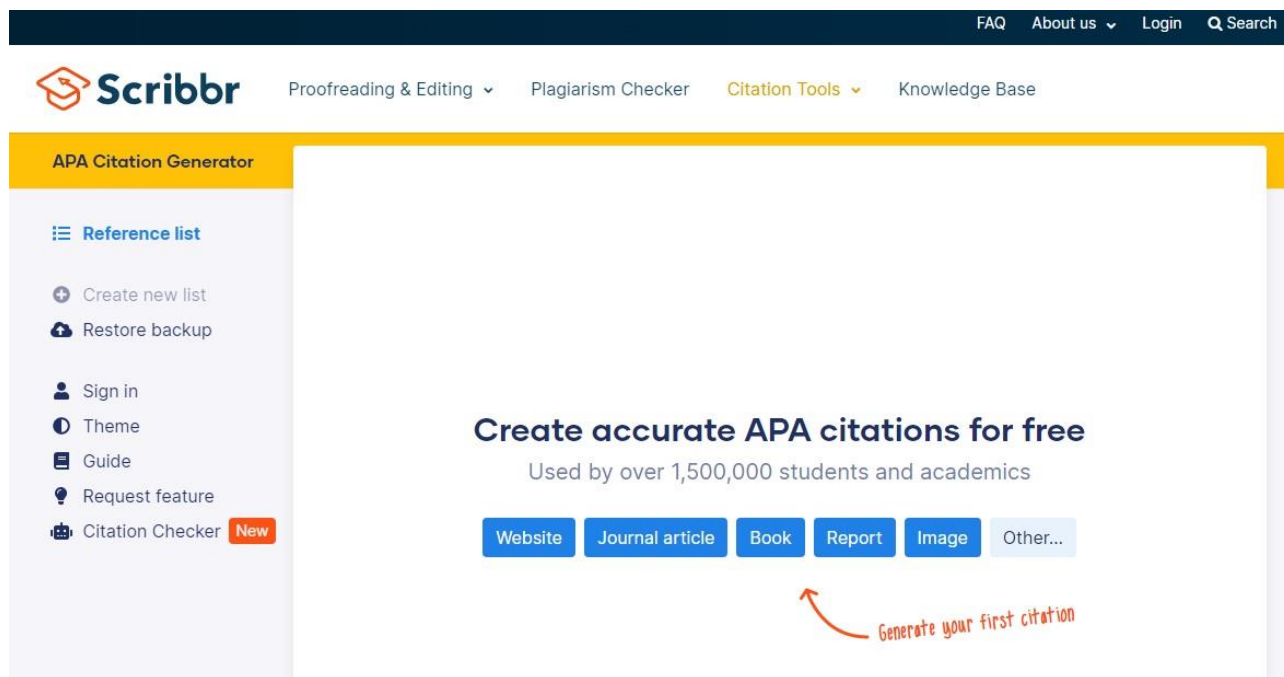 FAQ About us Login Search
Scribbr Proofreading & Editing Plagiarism Checker Citation Tools Knowledge Base
APA Citation Generator
Reference list
Create new list
Restore backup
Sign in
Theme
Guide
Request feature
Citation Checker New
Create accurate APA citations for free
Used by over 1,500,000 students and academics
Website Journal article Book Report Image Other...
Generate your first citation